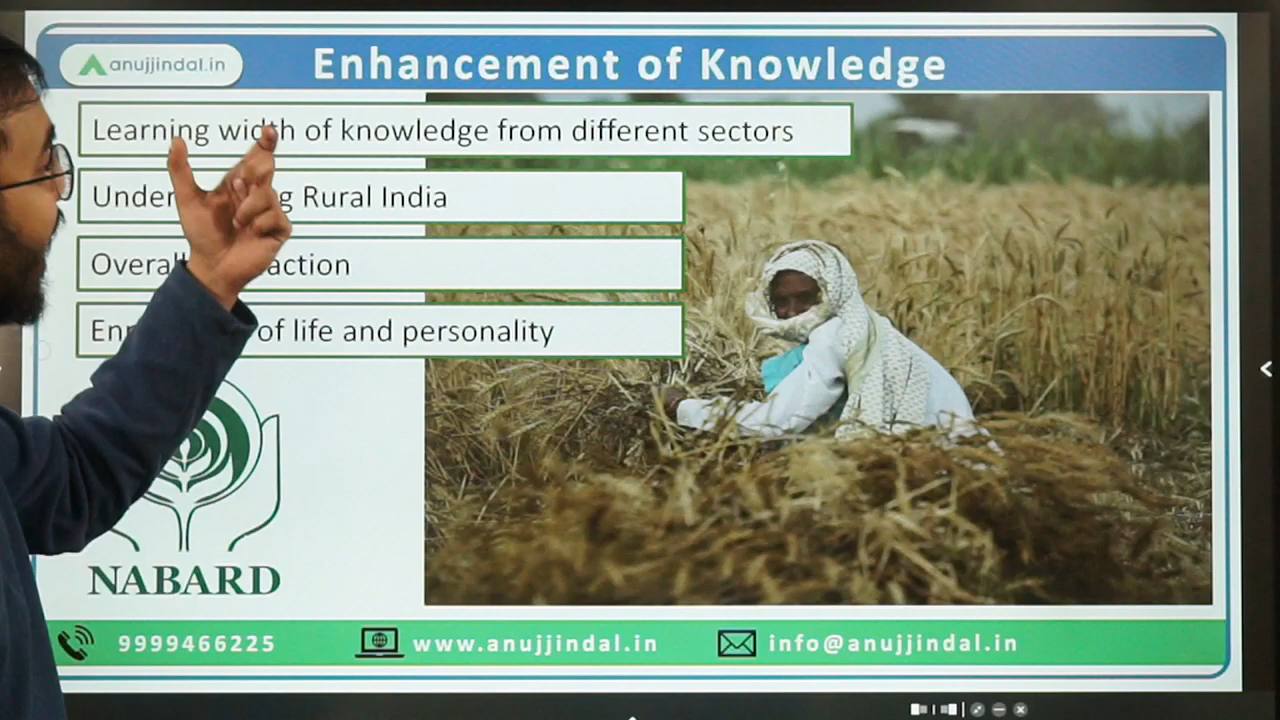 anujjindal.in
Enhancement of Knowledge
Learning width of knowledge from different sectors
Rural India
Overall
of life and personality
NABARD
9999466225
www.anujjindal.in
info@anujjindal.in